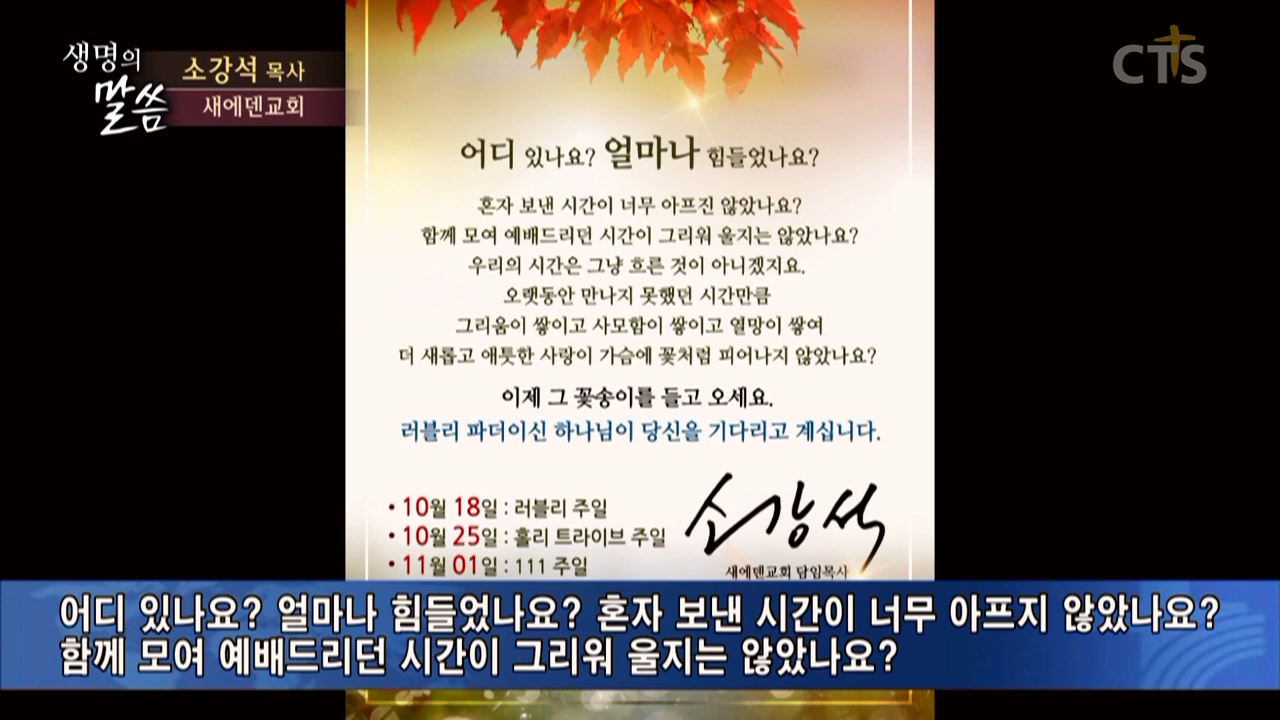 생명의
말씀
소강석 목사
새에덴교회
CTS
어디 있나요? 얼마나 힘들었나요?
혼자 보낸 시간이 너무 아프진 않았나요?
함께 모여 예배드리던 시간이 그리워 울지는 않았나요?
우리의 시간은 그냥 흐른 것이 아니겠지요.
오랫동안 만나지 못했던 시간만큼
그리움이 쌓이고 사모함이 쌓이고 열망이 쌓여
더 새롭고 애틋한 사랑이 가슴에 꽃처럼 피어나지 않았나요?
이제 그 꽃송이를 들고 오세요.
러블리 파더이신 하나님이 당신을 기다리고 계십니다.
• 10월 18일 : 러블리 주일
• 10월 25일 : 홀리 트라이브 주일
• 11월 01일 : 111 주일
소강석
새에덴교회 담임목사
어디 있나요? 얼마나 힘들었나요? 혼자 보낸 시간이 너무 아프지 않았나요?
함께 모여 예배드리던 시간이 그리워 울지는 않았나요?